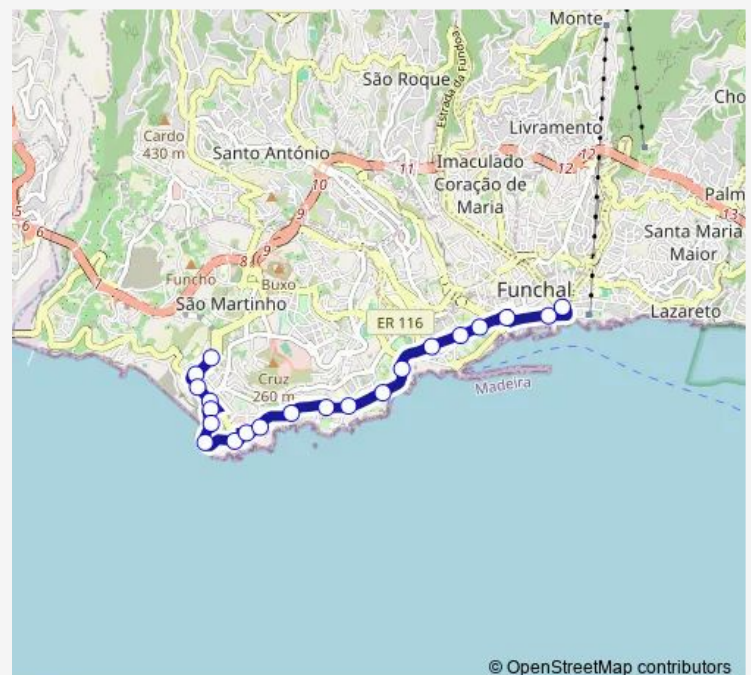 Monte
São Roque
Estrada da Fundoa
Cho
Cardo
430 m
Santo António
Livramento
Imaculado
Coração de
Maria
11
12
12
10
9
9
8
13
Palm
Santa Maria
Maior
5
6
6
7
Funcho
Buxo
São Martinho
Funchal
Lazareto
ER 116
Cruz
260 m
Madeira
© OpenStreetMap contributors